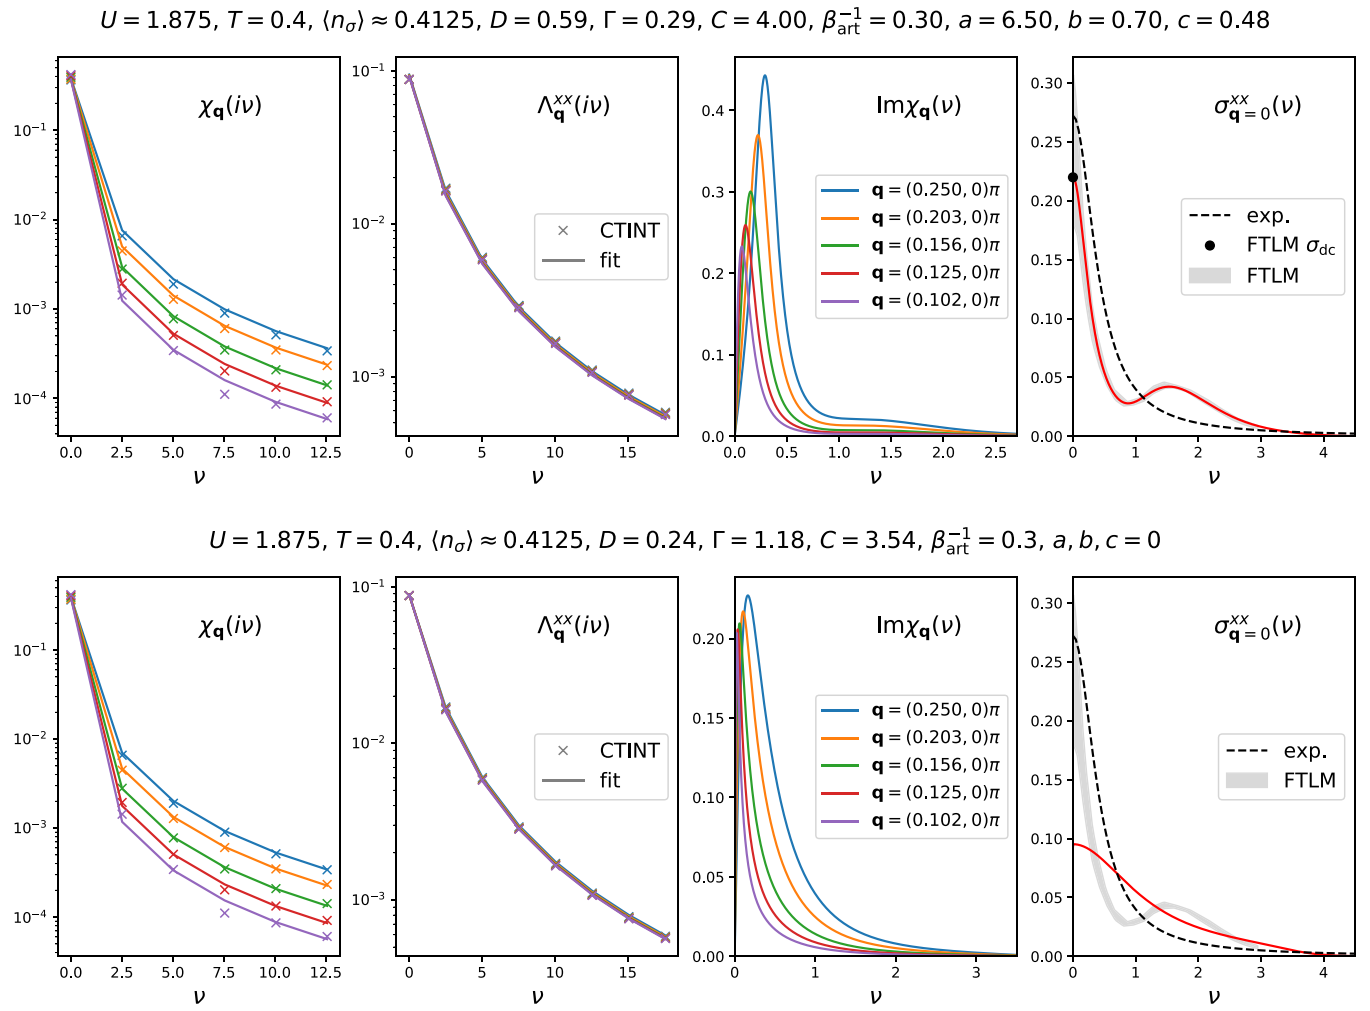 U = 1.875, T = 0.4, ⟨n_σ⟩ ≈ 0.4125, D = 0.59, Γ = 0.29, C = 4.00, β_art^{-1} = 0.30, a = 6.50, b = 0.70, c = 0.48
χ_q(iν)
10^{-1}
10^{-2}
10^{-3}
10^{-4}
0.0 2.5 5.0 7.5 10.0 12.5
ν
Λ_q^{xx}(iν)
10^{-1}
10^{-2}
10^{-3}
CTINT
fit
0 5 10 15
ν
Imχ_q(ν)
0.4
0.3
0.2
0.1
0.0
q = (0.250, 0)π
q = (0.203, 0)π
q = (0.156, 0)π
q = (0.125, 0)π
q = (0.102, 0)π
0.0 0.5 1.0 1.5 2.0 2.5
ν
σ_{q=0}^{xx}(ν)
0.30
0.25
0.20
0.15
0.10
0.05
0.00
exp.
FTLM σ_dc
FTLM
0 1 2 3 4
ν
U = 1.875, T = 0.4, ⟨n_σ⟩ ≈ 0.4125, D = 0.24, Γ = 1.18, C = 3.54, β_art^{-1} = 0.3, a, b, c = 0
χ_q(iν)
10^{-1}
10^{-2}
10^{-3}
10^{-4}
0.0 2.5 5.0 7.5 10.0 12.5
ν
Λ_q^{xx}(iν)
10^{-1}
10^{-2}
10^{-3}
CTINT
fit
0 5 10 15
ν
Imχ_q(ν)
0.20
0.15
0.10
0.05
0.00
q = (0.250, 0)π
q = (0.203, 0)π
q = (0.156, 0)π
q = (0.125, 0)π
q = (0.102, 0)π
0 1 2 3
ν
σ_{q=0}^{xx}(ν)
0.30
0.25
0.20
0.15
0.10
0.05
0.00
exp.
FTLM
0 1 2 3 4
ν